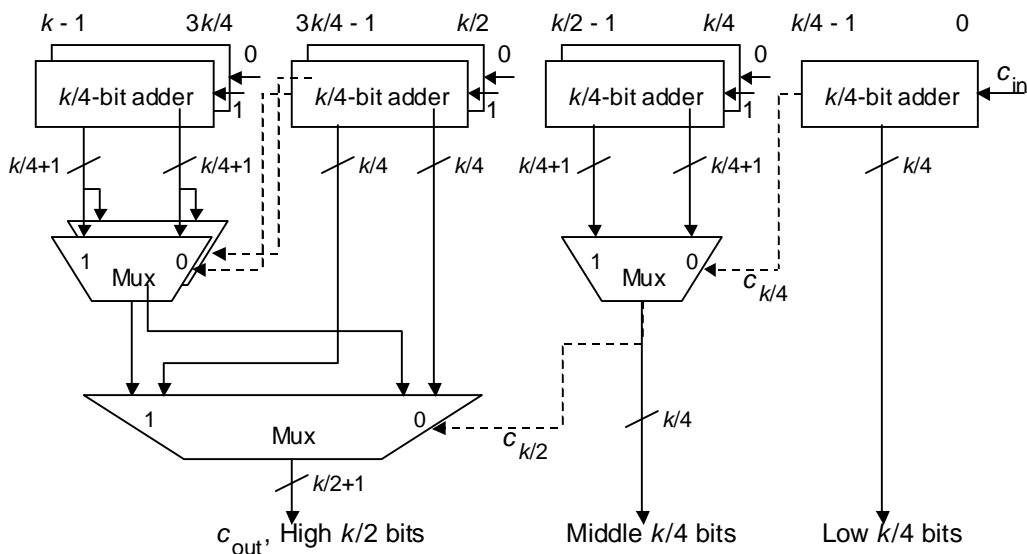 k - 1 3k/4 3k/4 - 1 k/2 k/2 - 1 k/4 k/4 - 1 0
0 0 0
k/4-bit adder 1 k/4-bit adder 1 k/4-bit adder 1 k/4-bit adder c_in
k/4+1 k/4+1 k/4 k/4 k/4+1 k/4+1 k/4
1 0 1 0
Mux Mux
c_k/4
1 0
Mux c_k/2 k/4
k/2+1
c_out, High k/2 bits Middle k/4 bits Low k/4 bits